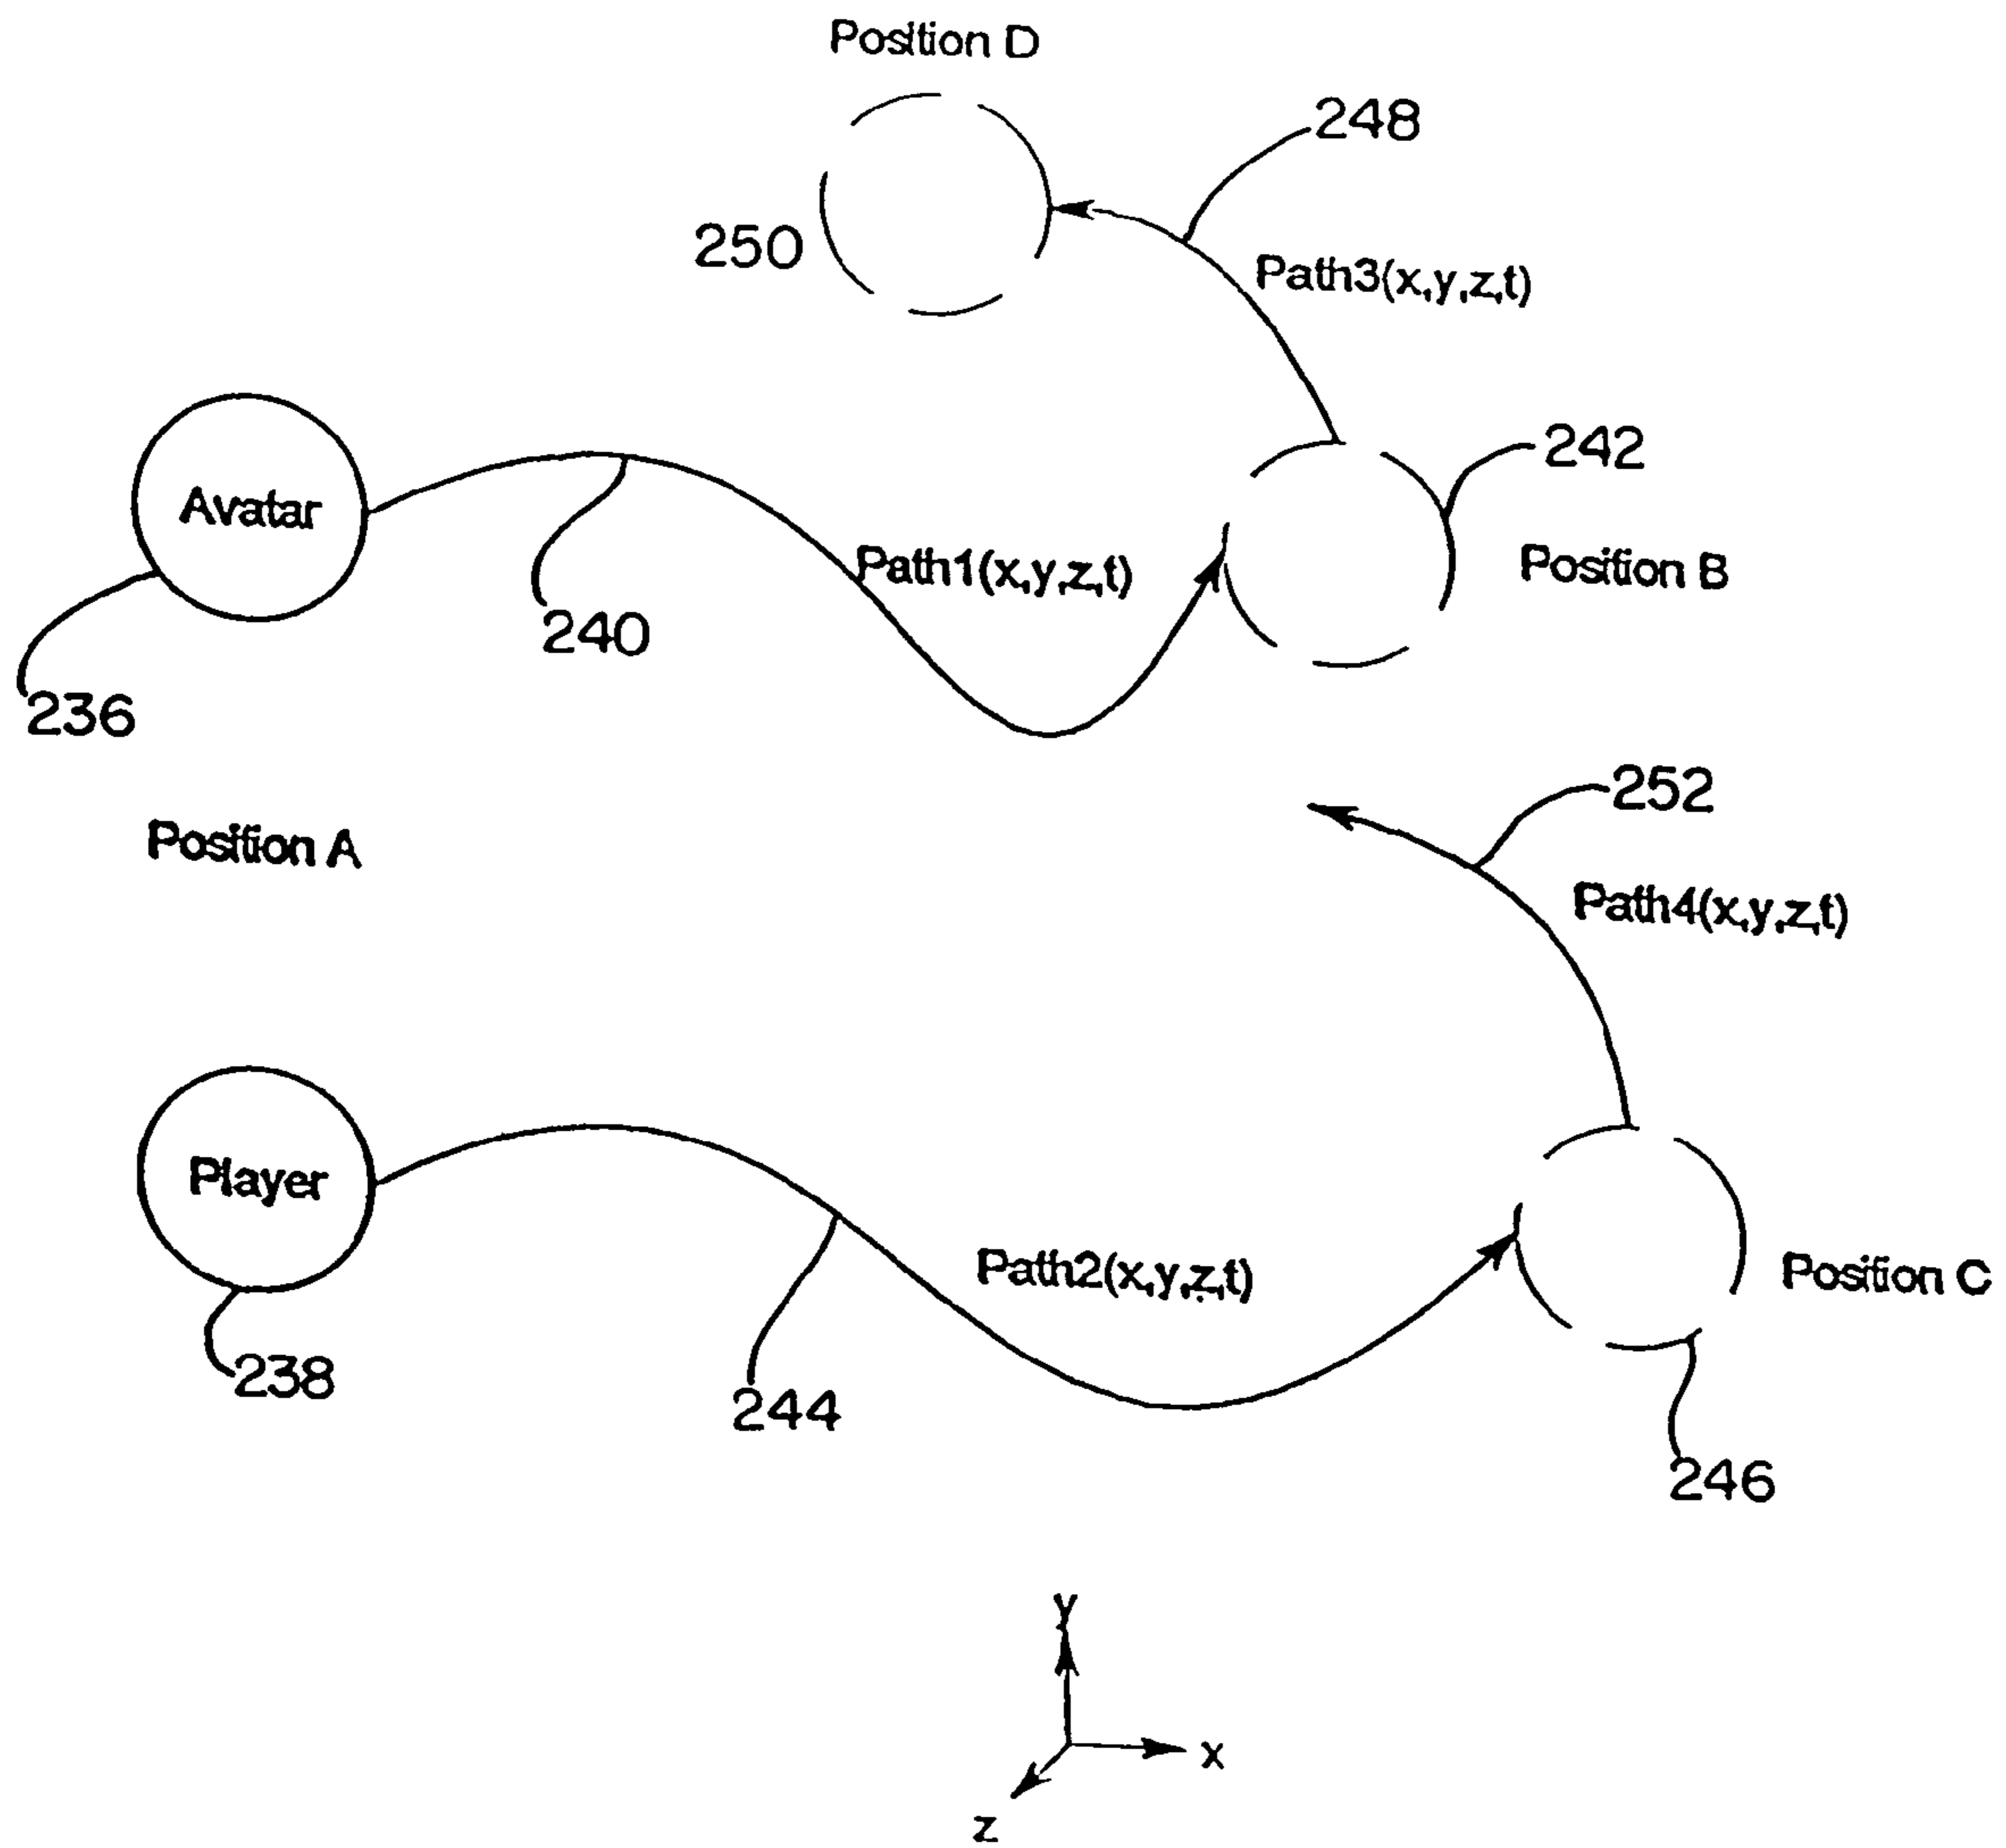 Position D
248
250
Path3(x,y,z,t)
242
Avatar
Path1(x,y,z,t)
Position B
240
236
252
Position A
Path4(x,y,z,t)
Player
Path2(x,y,z,t)
Position C
238
244
246
y
x
z